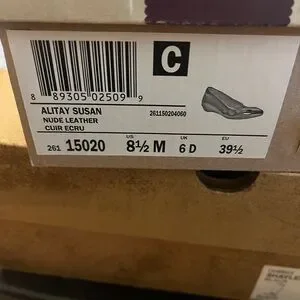 C
8 89305 02509 9
ALITAY SUSAN
261150204060
NUDE LEATHER
CUIR ECRU
US UK EU
261 15020 8½ M 6 D 39½